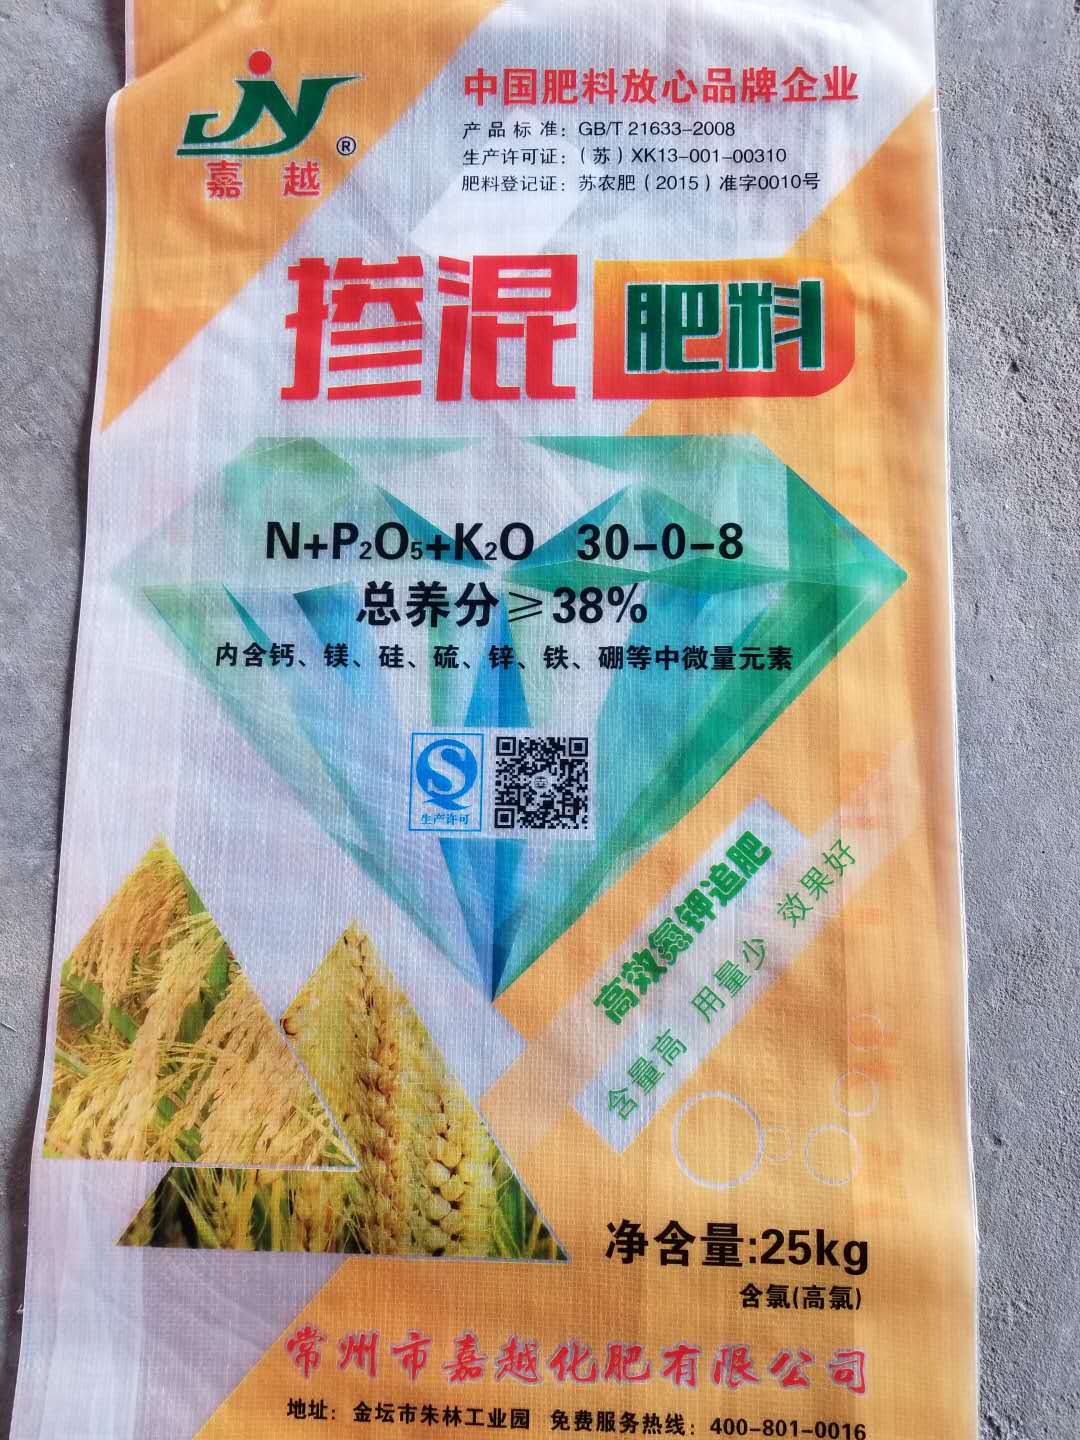 中国肥料放心品牌企业
产品标准：GB/T 21633-2008
生产许可证：（苏）XK13-001-00310
肥料登记证：苏农肥（2015）准字0010号
JN
®
嘉越
掺混肥料
N+P₂O₅+K₂O 30-0-8
总养分≥38%
内含钙、镁、硅、硫、锌、铁、硼等中微量元素
生产许可
高效氮钾追肥
含量高 用量少 效果好
净含量:25kg
含氯(高氯)
常州市嘉越化肥有限公司
地址：金坛市朱林工业园 免费服务热线：400-801-0016